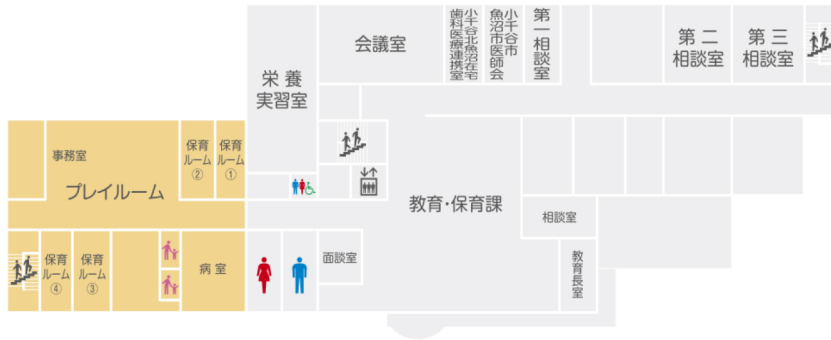 会議室
小千谷北魚沼在宅
歯科医療連携室
小千谷市
魚沼市医師会
第一相談室
第二
相談室
第三
相談室
栄養
実習室
事務室
保育
ルーム
②
保育
ルーム
①
プレイルーム
教育・保育課
相談室
保育
ルーム
④
保育
ルーム
③
病室
面談室
教育長室